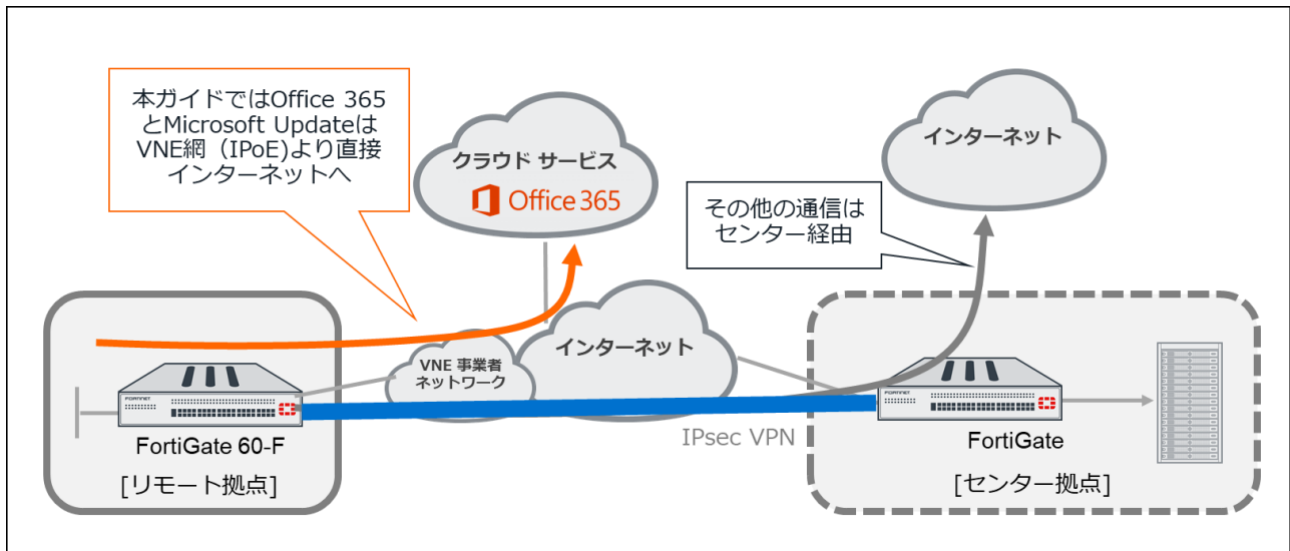 本ガイドではOffice 365
とMicrosoft Updateは
VNE網（IPoE)より直接
インターネットへ
クラウド サービス
Office 365
インターネット
その他の通信は
センター経由
VNE 事業者
ネットワーク
インターネット
IPsec VPN
FORTINET
FortiGate 60-F
[リモート拠点]
FORTINET
FortiGate
[センター拠点]